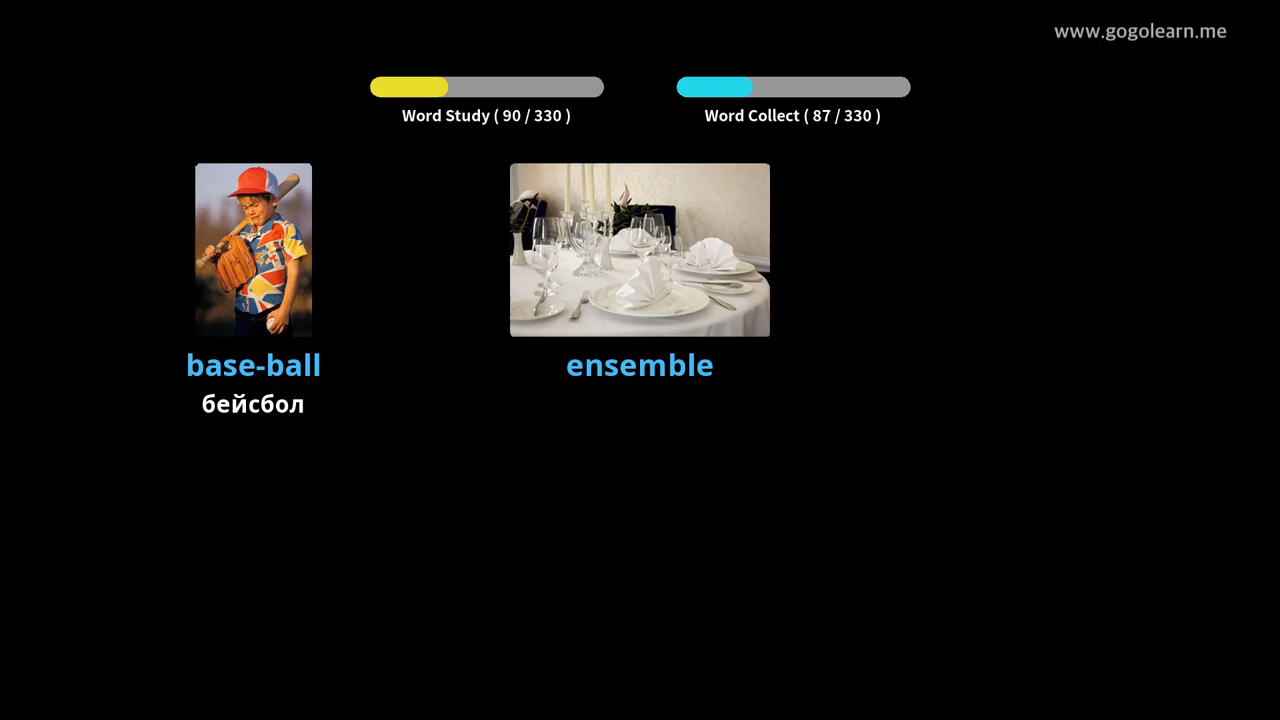 www.gogolearn.me
Word Study ( 90 / 330 )
Word Collect ( 87 / 330 )
base-ball
ensemble
бейсбол